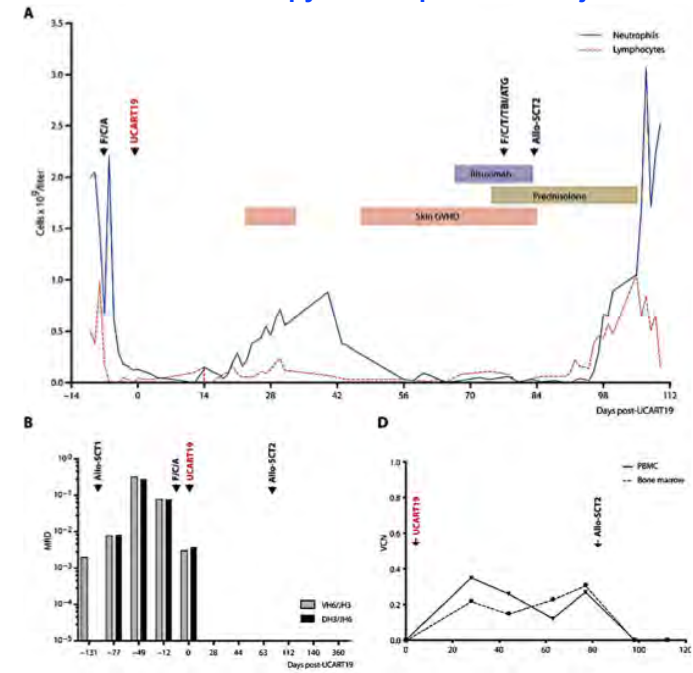 A
3.5
3.0
2.5
2.0
1.5
1.0
0.5
0.0
Cells x 10⁹/liter
Neutrophils
Lymphocytes
F/C/A
UCART19
F/C/T/TBI/ATG
Allo-SCT2
Rituximab
Prednisolone
Skin GVHD
−14 0 14 28 42 56 70 84 98 112
Days post-UCART19
B
10⁻⁰
10⁻¹
10⁻²
10⁻³
10⁻⁴
10⁻⁵
MRD
Allo-SCT1
F/C/A
UCART19
Allo-SCT2
VH6/JH3
DH3/JH6
−131 −77 −49 −12 0 28 44 63 112 140 360
Days post-UCART19
D
1.0
0.8
0.6
0.4
0.2
0.0
VCN
PBMC
Bone marrow
UCART19
Allo-SCT2
0 20 40 60 80 100 120